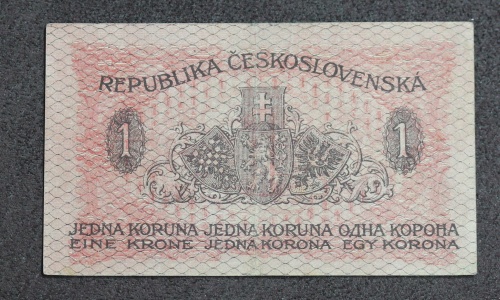 REPUBLIKA ČESKOSLOVENSKÁ
1 1
JEDNA KORUNA JEDNA KORUNA ОДНА КОРОНА
EINE KRONE JEDNA KORONA EGY KORONA